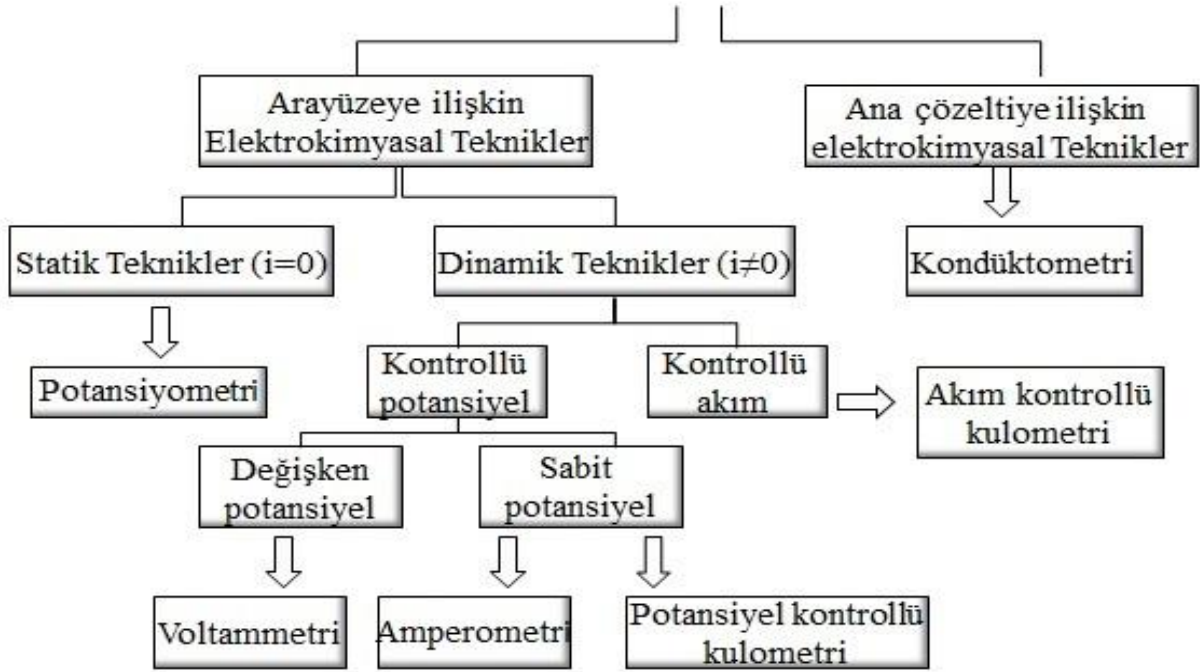 Arayüzeye ilişkin
Elektrokimyasal Teknikler
Ana çözeltiye ilişkin
elektrokimyasal Teknikler
Statik Teknikler (i=0)
Dinamik Teknikler (i≠0)
Kondüktometri
Potansiyometri
Kontrollü
potansiyel
Kontrollü
akım
Akım kontrollü
kulometri
Değişken
potansiyel
Sabit
potansiyel
Voltammetri
Amperometri
Potansiyel kontrollü
kulometri